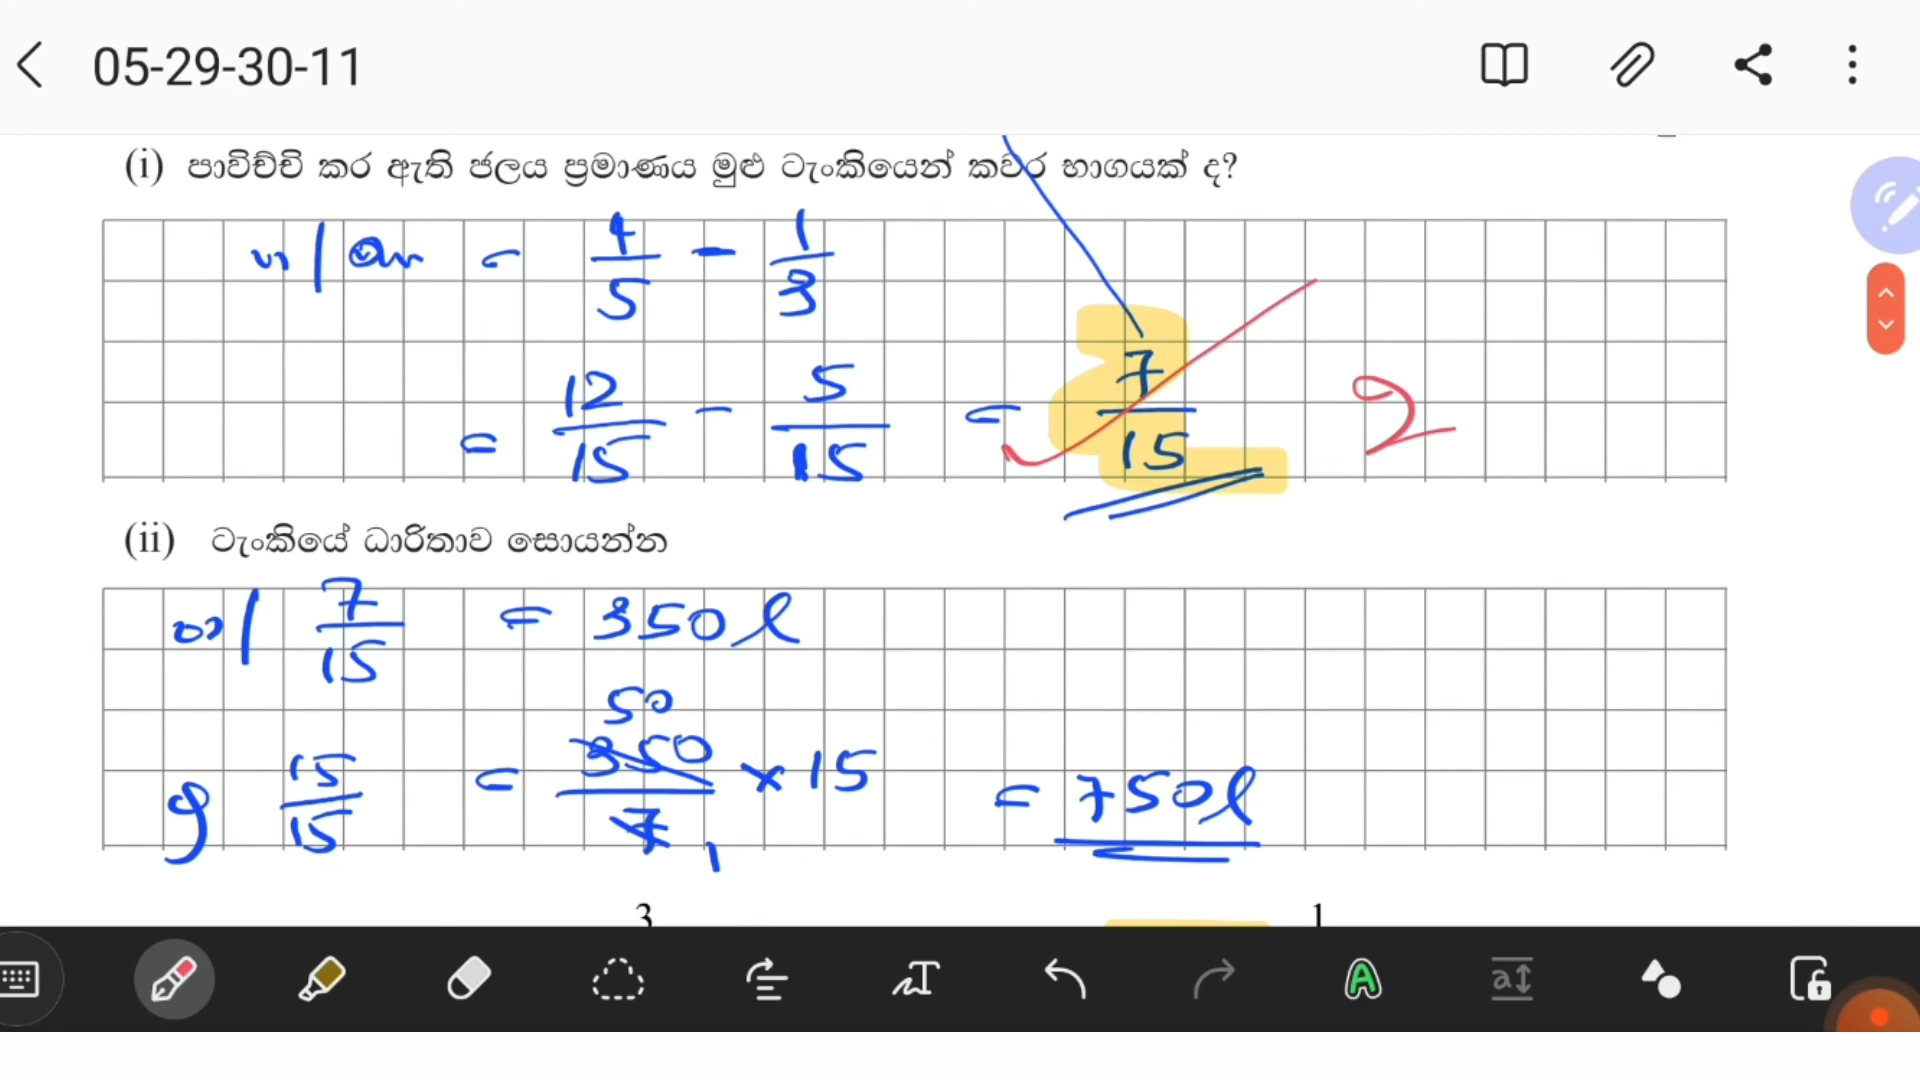 05-29-30-11
(i) පාවිච්චි කර ඇති ජලය ප්‍රමාණය මුළු ටැංකියෙන් කවර භාගයක් ද?
= 4/5 - 1/3
= 12/15 - 5/15 = 7/15 2
(ii) ටැංකියේ ධාරිතාව සොයන්න
7/15 = 350 l
50
15/15 = 350/7 × 15 = 750 l
1
3 1